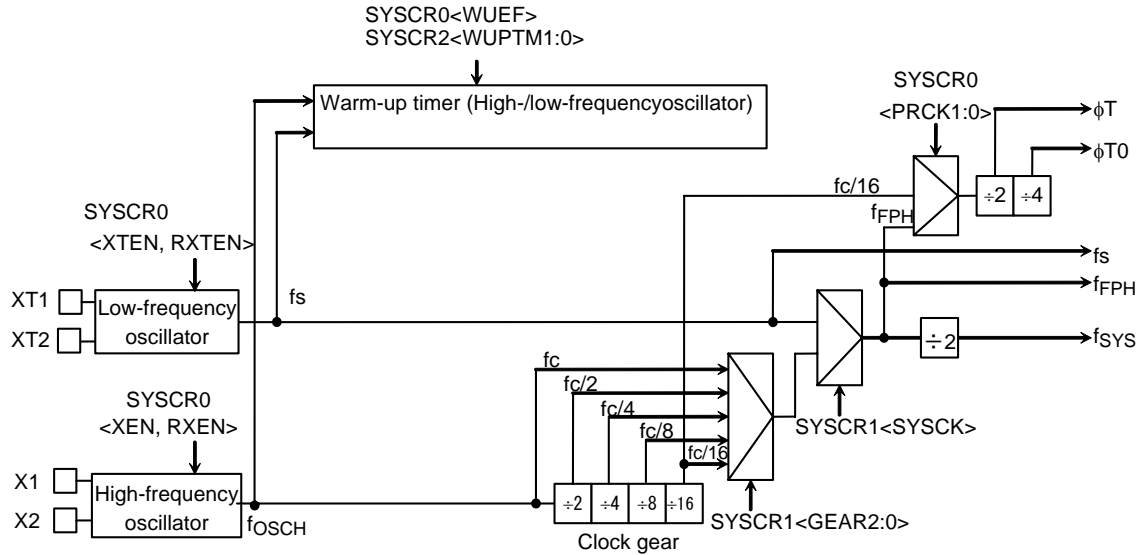 SYSCR0<WUEF>
SYSCR2<WUPTM1:0>
Warm-up timer (High-/low-frequencyoscillator)
SYSCR0
<PRCK1:0>
ϕT
ϕT0
fc/16
÷2
÷4
fFPH
SYSCR0
<XTEN, RXTEN>
fs
fFPH
XT1
XT2
Low-frequency
oscillator
fs
÷2
fSYS
fc
fc/2
fc/4
fc/8
fc/16
SYSCR1<SYSCK>
SYSCR0
<XEN, RXEN>
X1
X2
High-frequency
oscillator
fOSCH
÷2
÷4
÷8
÷16
Clock gear
SYSCR1<GEAR2:0>